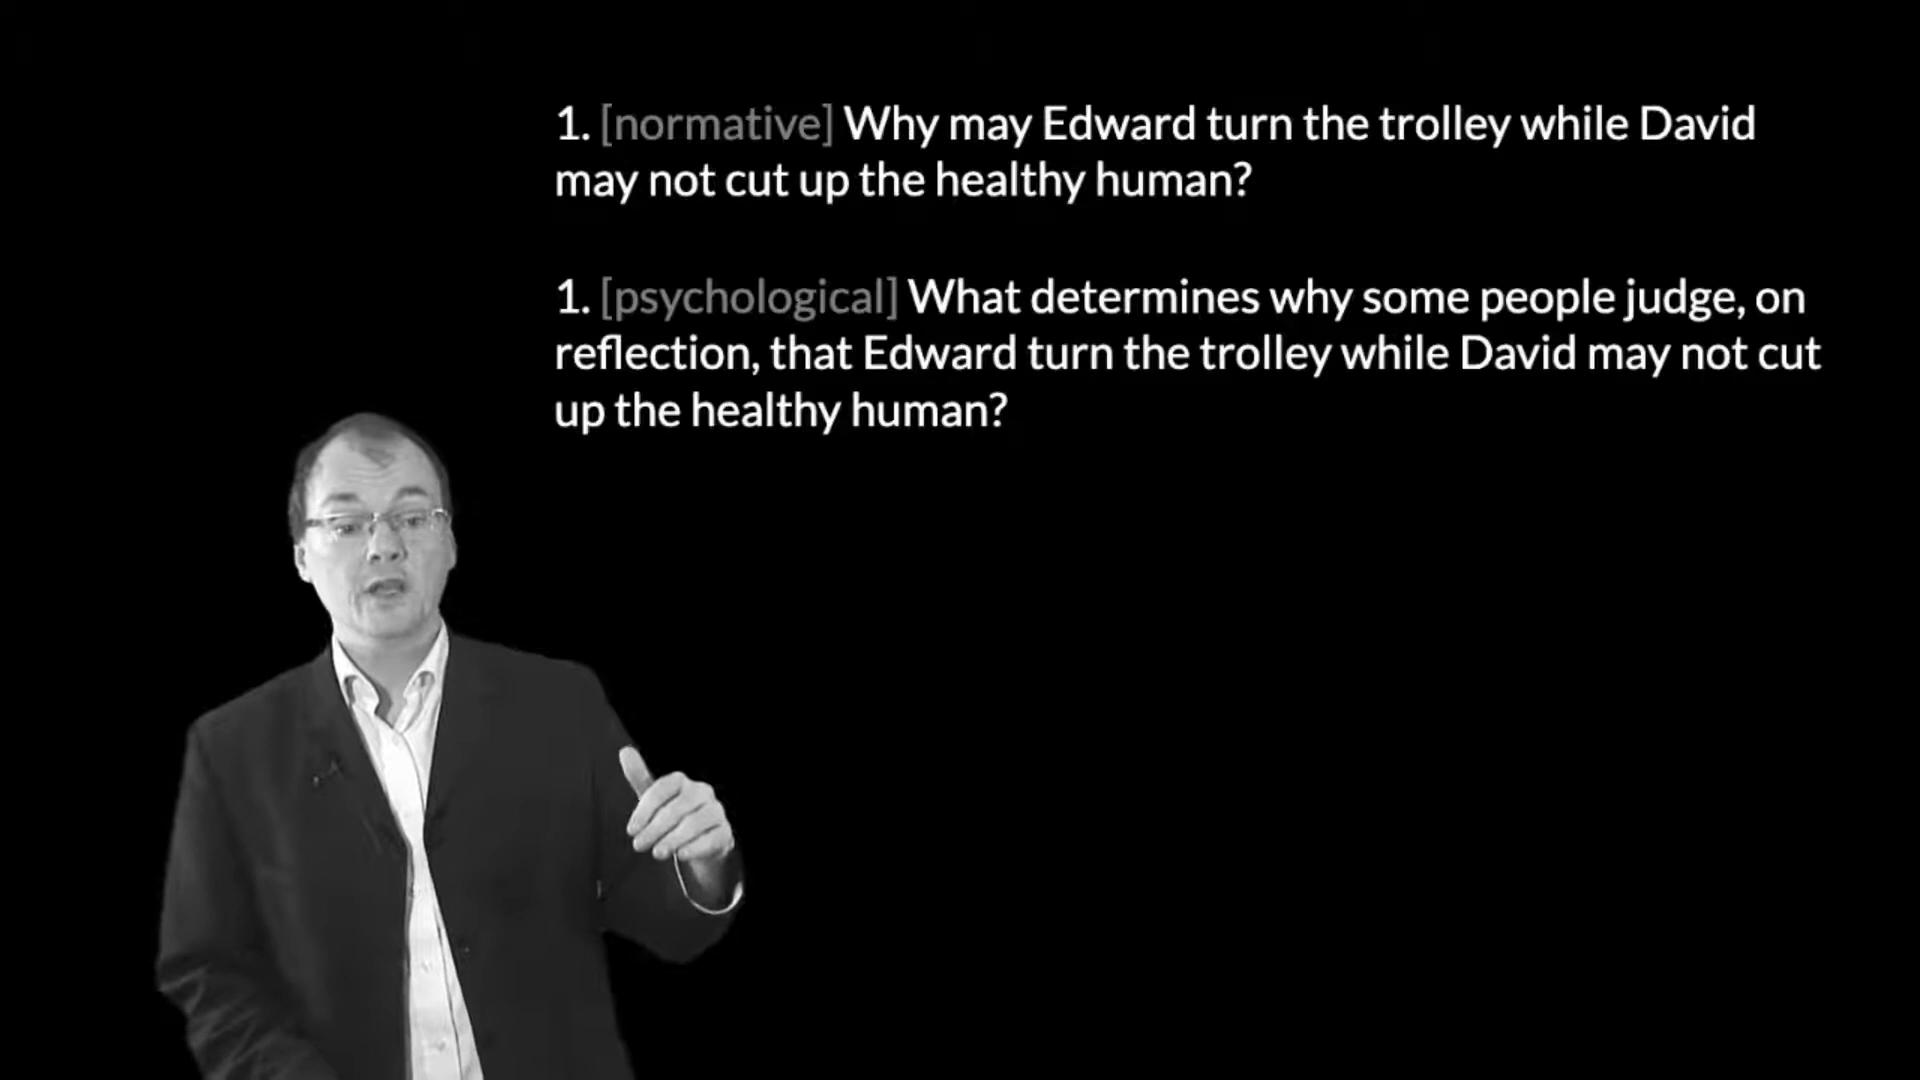 1. [normative] Why may Edward turn the trolley while David
may not cut up the healthy human?
1. [psychological] What determines why some people judge, on
reflection, that Edward turn the trolley while David may not cut
up the healthy human?